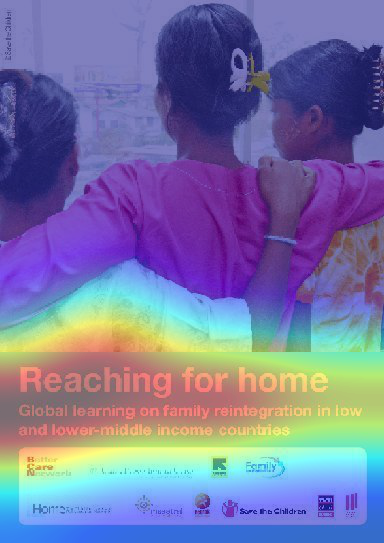 Reaching for home
Global learning on family reintegration in low
and lower-middle income countries
Better
Care
Network
Family
Home
Save the Children